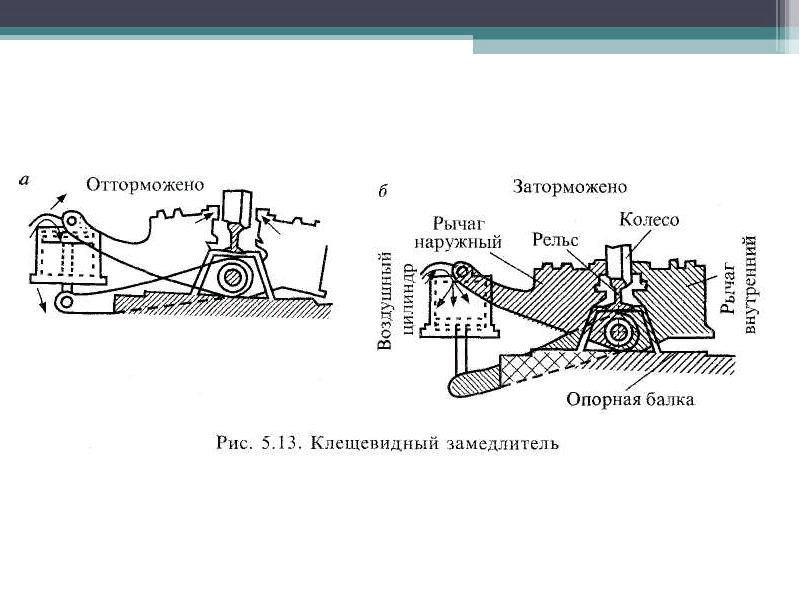 а
Отторможено
б
Заторможено
Рычаг
наружный
Рельс
Колесо
Воздушный
цилиндр
Рычаг
внутренний
Опорная балка
Рис. 5.13. Клещевидный замедлитель